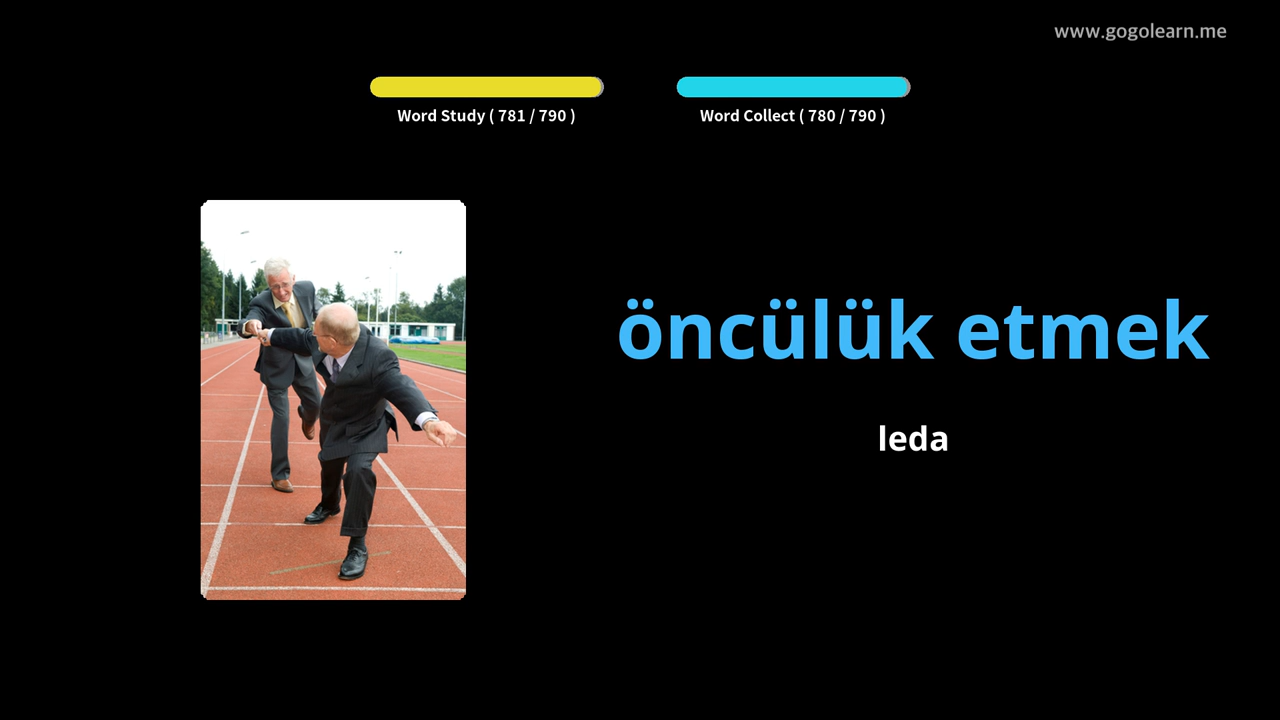 www.gogolearn.me
Word Study ( 781 / 790 )
Word Collect ( 780 / 790 )
öncülük etmek
leda